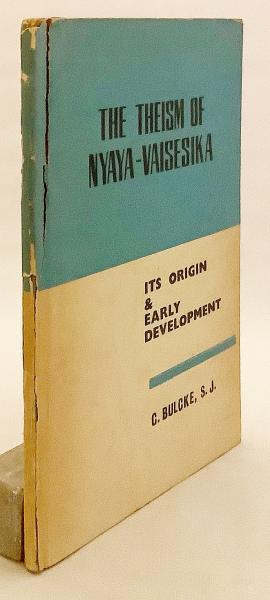 THE THEISM OF
NYAYA-VAISESIKA
ITS ORIGIN
&
EARLY
DEVELOPMENT
C. BULCKE, S. J.